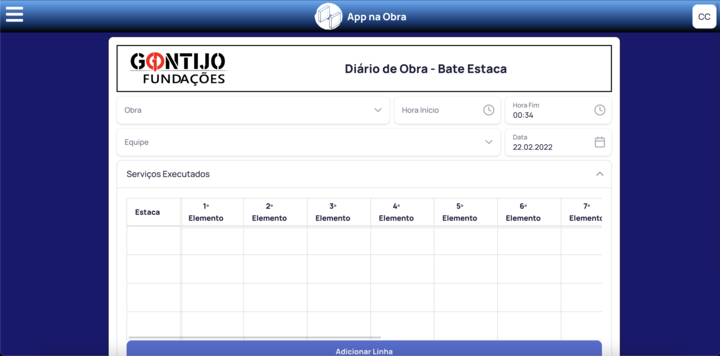 App na Obra
CC
GONTIJO
FUNDAÇÕES
Diário de Obra - Bate Estaca
Obra
Hora Início
Hora Fim
00:34
Equipe
Data
22.02.2022
Serviços Executados
Estaca
1º Elemento
2º Elemento
3º Elemento
4º Elemento
5º Elemento
6º Elemento
7º Elemento
Adicionar Linha